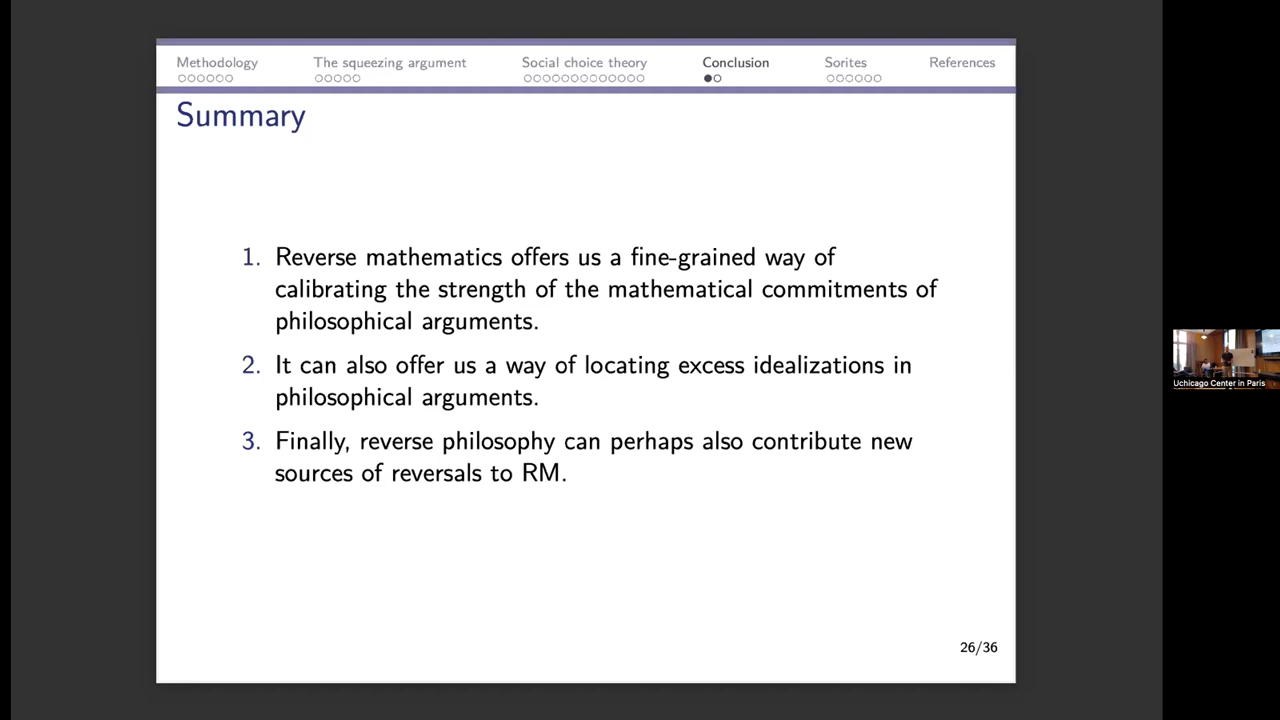 Methodology The squeezing argument Social choice theory Conclusion Sorites References
Summary
1. Reverse mathematics offers us a fine-grained way of
calibrating the strength of the mathematical commitments of
philosophical arguments.
2. It can also offer us a way of locating excess idealizations in
philosophical arguments.
3. Finally, reverse philosophy can perhaps also contribute new
sources of reversals to RM.
26/36
Uchicago Center in Paris